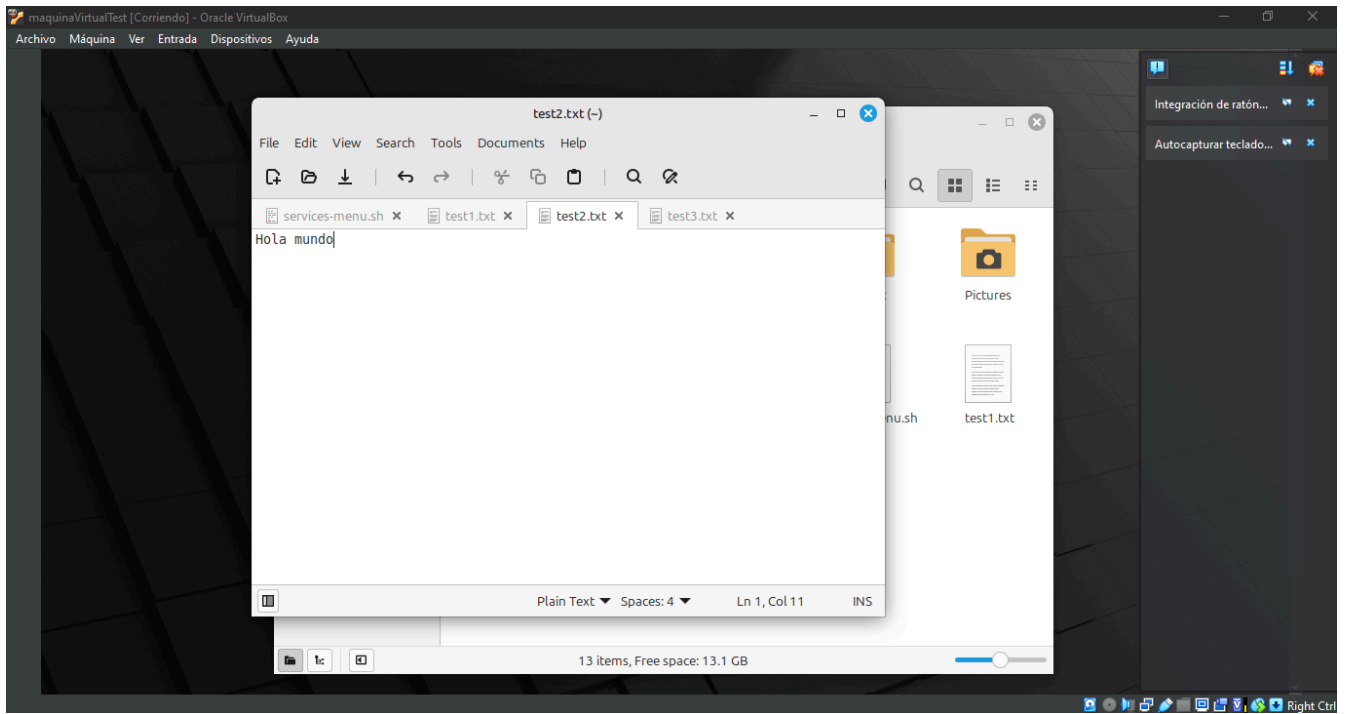 maquinaVirtualTest [Corriendo] - Oracle VirtualBox
Archivo Máquina Ver Entrada Dispositivos Ayuda
Integración de ratón...
Autocapturar teclado...
test2.txt (~)
File Edit View Search Tools Documents Help
services-menu.sh test1.txt test2.txt test3.txt
Hola mundo
Pictures
nu.sh test1.txt
Plain Text Spaces: 4 Ln 1, Col 11 INS
13 items, Free space: 13.1 GB
Right Ctrl